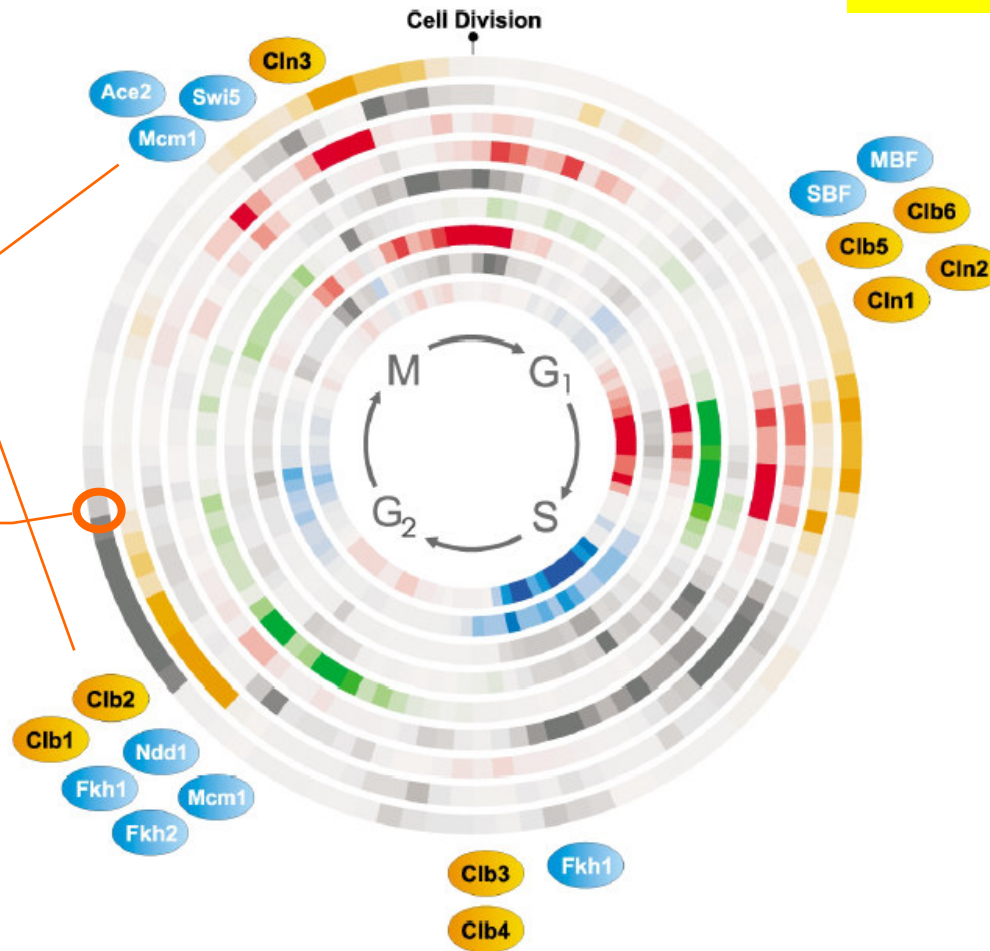 Cell Division
Cln3
Ace2
Swi5
Mcm1
MBF
SBF
Clb6
Clb5
Cln2
Cln1
M
G1
G2
S
Clb2
Clb1
Ndd1
Fkh1
Mcm1
Fkh2
Clb3
Fkh1
Clb4